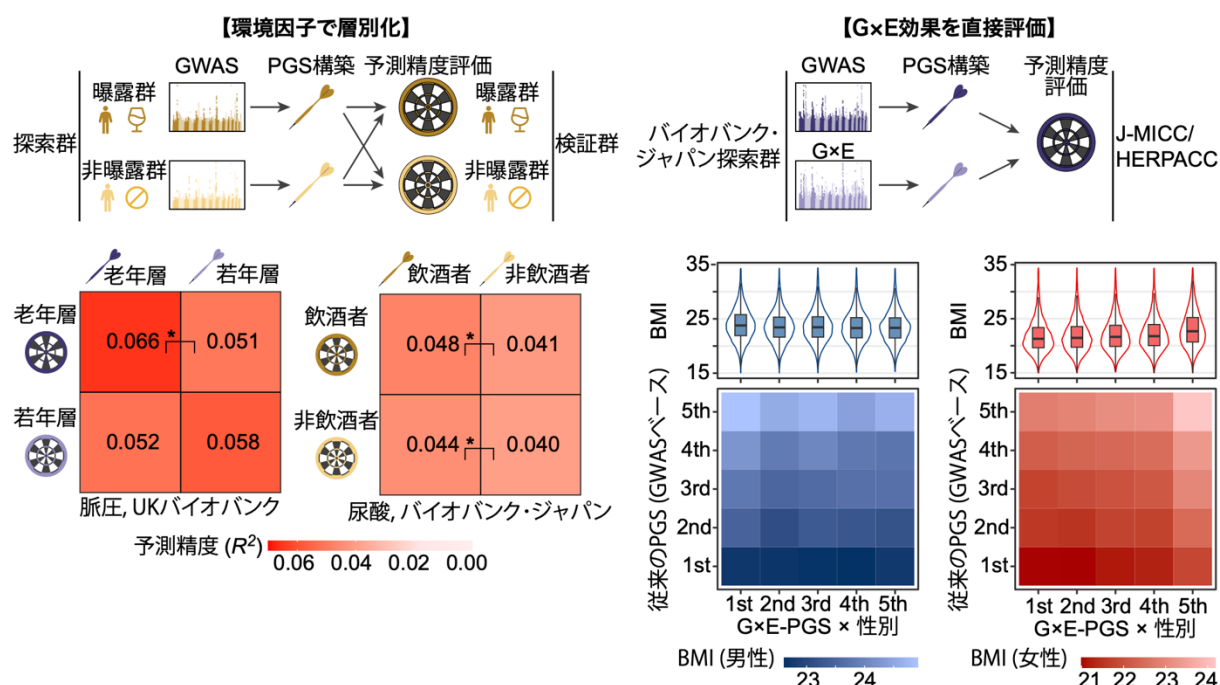 【環境因子で層別化】
GWAS PGS構築 予測精度評価
曝露群 曝露群
探索群 検証群
非曝露群 非曝露群
老年層 若年層
老年層
0.066 * 0.051
若年層
0.052 0.058
脈圧, UKバイオバンク
飲酒者 非飲酒者
飲酒者
0.048 * 0.041
非飲酒者
0.044 * 0.040
尿酸, バイオバンク・ジャパン
予測精度 (R²)
0.06 0.04 0.02 0.00
【G×E効果を直接評価】
GWAS PGS構築 予測精度
評価
バイオバンク・
ジャパン探索群
G×E
J-MICC/
HERPACC
35
BMI 25
15
35
BMI 25
15
従来のPGS (GWASベース)
5th
4th
3rd
2nd
1st
1st 2nd 3rd 4th 5th
G×E-PGS × 性別
BMI (男性)
23 24
従来のPGS (GWASベース)
5th
4th
3rd
2nd
1st
1st 2nd 3rd 4th 5th
G×E-PGS × 性別
BMI (女性)
21 22 23 24